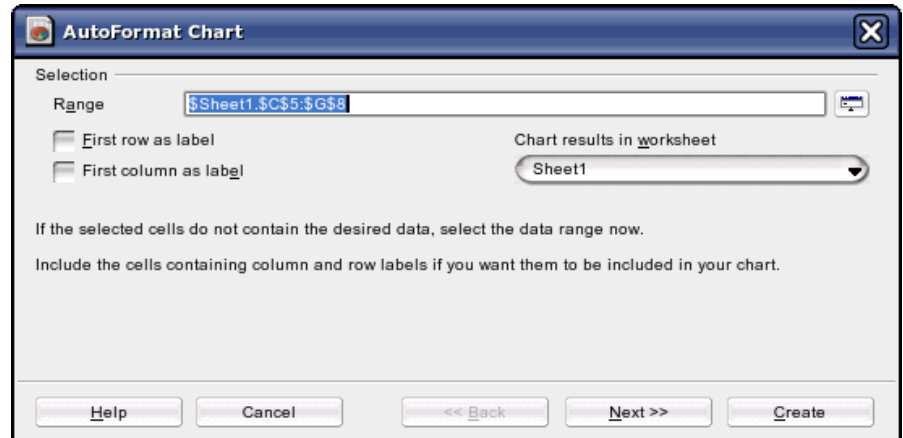 AutoFormat Chart
Selection
Range $Sheet1.$C$5:$G$8
First row as label Chart results in worksheet
First column as label Sheet1
If the selected cells do not contain the desired data, select the data range now.
Include the cells containing column and row labels if you want them to be included in your chart.
Help Cancel << Back Next >> Create